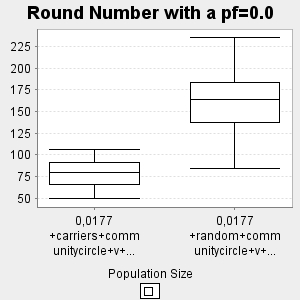 Round Number with a pf=0.0
225
200
175
150
125
100
75
50
0,0177
+carriers+comm
unitycircle+v+...
0,0177
+random+comm
unitycircle+v+...
Population Size